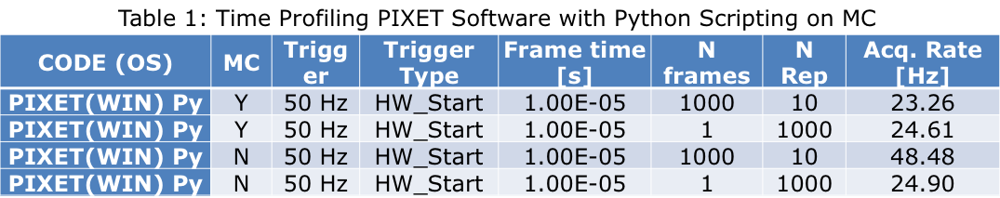 Table 1: Time Profiling PIXET Software with Python Scripting on MC
CODE (OS) MC Trigg er Trigger Type Frame time [s] N frames N Rep Acq. Rate [Hz]
PIXET(WIN) Py Y 50 Hz HW_Start 1.00E-05 1000 10 23.26
PIXET(WIN) Py Y 50 Hz HW_Start 1.00E-05 1 1000 24.61
PIXET(WIN) Py N 50 Hz HW_Start 1.00E-05 1000 10 48.48
PIXET(WIN) Py N 50 Hz HW_Start 1.00E-05 1 1000 24.90